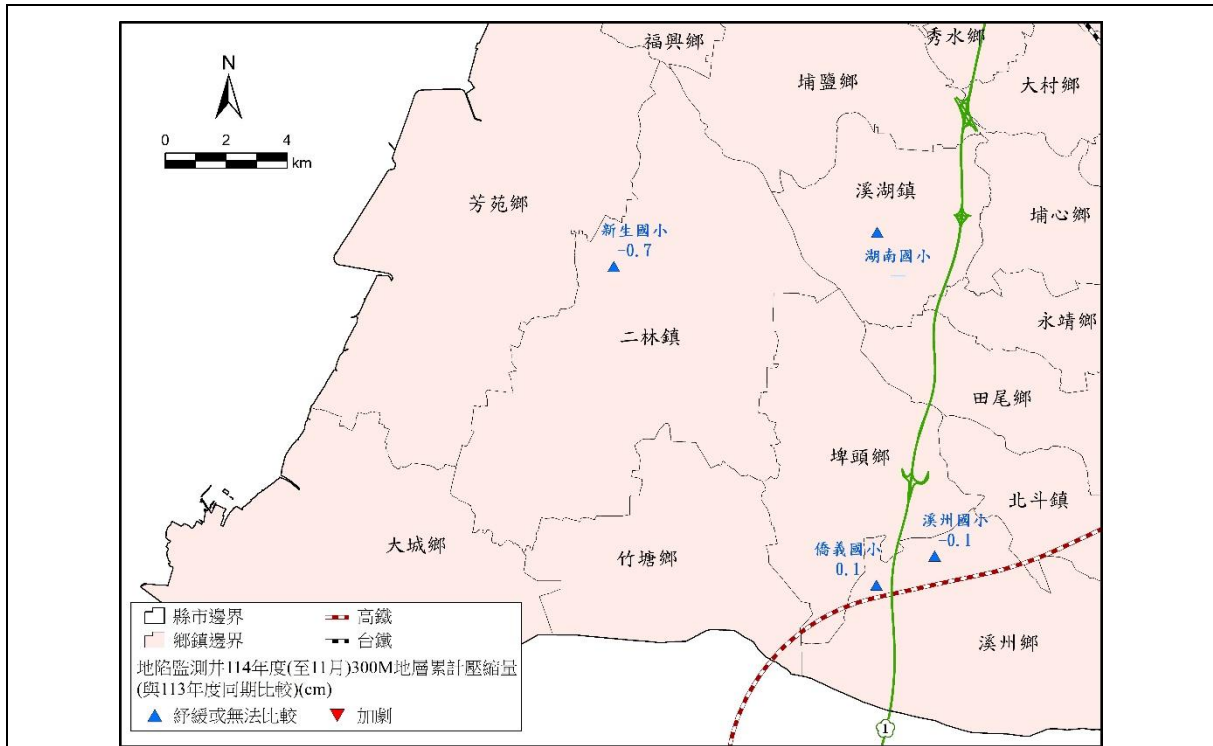 福興鄉
秀水鄉
埔鹽鄉
大村鄉
N
0 2 4
km
溪湖鎮
芳苑鄉
埔心鄉
新生國小
-0.7
湖南國小
—
永靖鄉
二林鎮
田尾鄉
埤頭鄉
北斗鎮
溪州國小
-0.1
大城鄉
竹塘鄉
僑義國小
0.1
溪州鄉
縣市邊界
高鐵
鄉鎮邊界
台鐵
地陷監測井114年度(至11月)300M地層累計壓縮量
(與113年度同期比較)(cm)
紓緩或無法比較
加劇
1